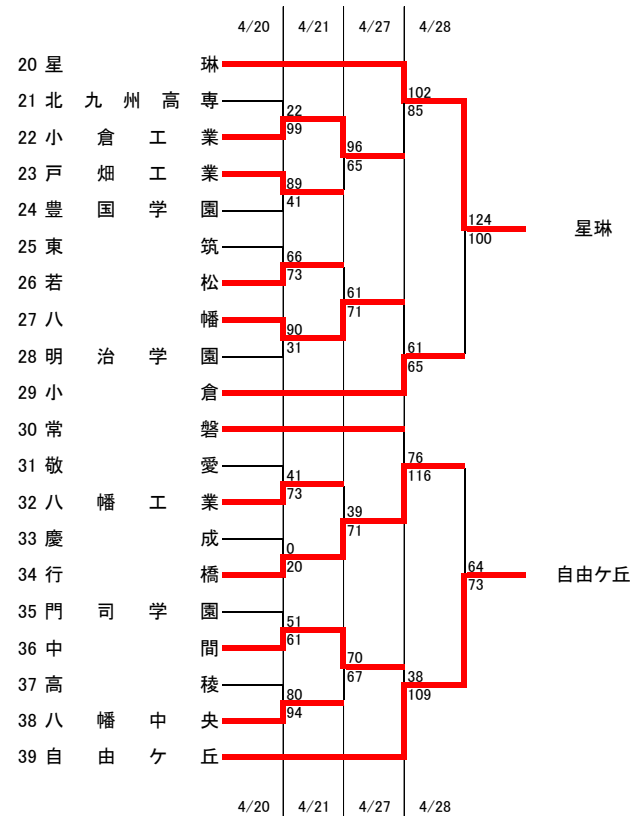 4/20 4/21 4/27 4/28
20 星琳
102
21 北九州高専
85
22
22 小倉工業
99
96
23 戸畑工業
65
89
24 豊国学園
41
124
星琳
100
25 東筑
66
26 若松
73
61
27 八幡
71
90
28 明治学園
31
61
65
29 小倉
30 常磐
76
31 敬愛
116
41
32 八幡工業
73
39
33 慶成
71
0
34 行橋
20
64
自由ケ丘
73
35 門司学園
51
36 中間
61
70
37 高稜
67
38
80
109
38 八幡中央
94
39 自由ケ丘
4/20 4/21 4/27 4/28